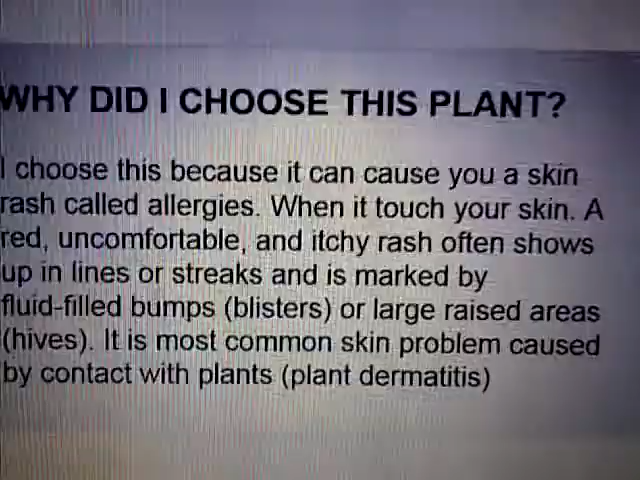 WHY DID I CHOOSE THIS PLANT?
I choose this because it can cause you a skin
rash called allergies. When it touch your skin. A
red, uncomfortable, and itchy rash often shows
up in lines or streaks and is marked by
fluid-filled bumps (blisters) or large raised areas
(hives). It is most common skin problem caused
by contact with plants (plant dermatitis)